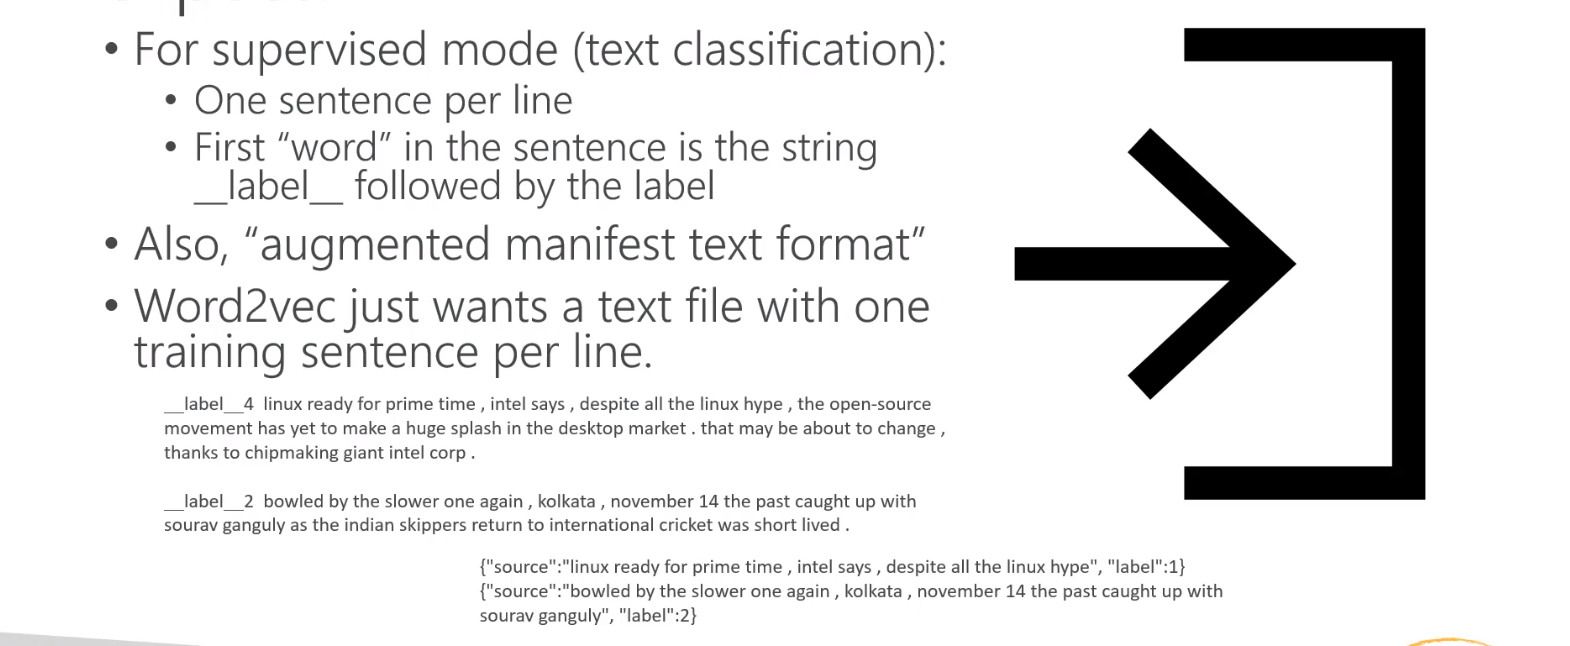 • For supervised mode (text classification):
• One sentence per line
• First “word” in the sentence is the string
__label__ followed by the label
• Also, “augmented manifest text format”
• Word2vec just wants a text file with one
training sentence per line.
__label__4 linux ready for prime time , intel says , despite all the linux hype , the open-source
movement has yet to make a huge splash in the desktop market . that may be about to change ,
thanks to chipmaking giant intel corp .
__label__2 bowled by the slower one again , kolkata , november 14 the past caught up with
sourav ganguly as the indian skippers return to international cricket was short lived .
{"source":"linux ready for prime time , intel says , despite all the linux hype", "label":1}
{"source":"bowled by the slower one again , kolkata , november 14 the past caught up with
sourav ganguly", "label":2}